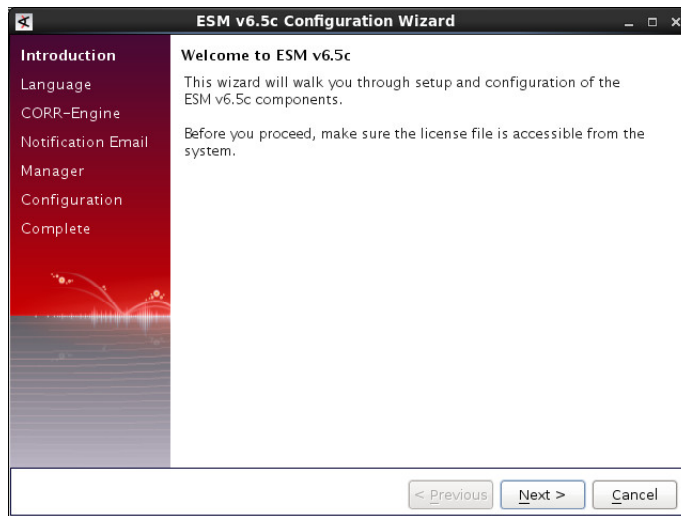 ESM v6.5c Configuration Wizard
Introduction
Language
CORR-Engine
Notification Email
Manager
Configuration
Complete
Welcome to ESM v6.5c
This wizard will walk you through setup and configuration of the
ESM v6.5c components.
Before you proceed, make sure the license file is accessible from the
system.
< Previous Next > Cancel